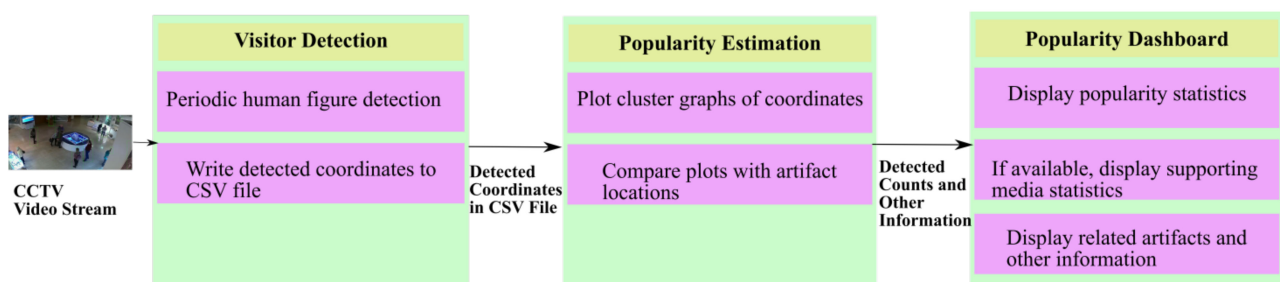 CCTV
Video Stream
Visitor Detection
Periodic human figure detection
Write detected coordinates to
CSV file
Detected
Coordinates
in CSV File
Popularity Estimation
Plot cluster graphs of coordinates
Compare plots with artifact
locations
Detected
Counts and
Other
Information
Popularity Dashboard
Display popularity statistics
If available, display supporting
media statistics
Display related artifacts and
other information